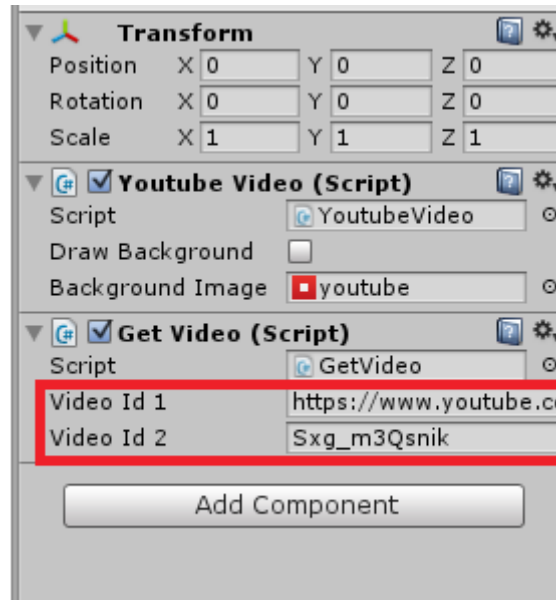 Transform
Position X 0 Y 0 Z 0
Rotation X 0 Y 0 Z 0
Scale X 1 Y 1 Z 1
Youtube Video (Script)
Script YoutubeVideo
Draw Background
Background Image youtube
Get Video (Script)
Script GetVideo
Video Id 1 https://www.youtube.c
Video Id 2 Sxg_m3Qsnik
Add Component